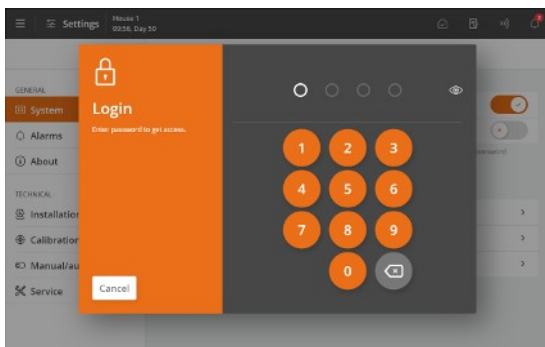 Settings
House 1
09:56, Day 50
GENERAL
System
Alarms
About
TECHNICAL
Installation
Calibration
Manual/au
Service
Login
Enter password to get access.
Cancel
1 2 3
4 5 6
7 8 9
0
password